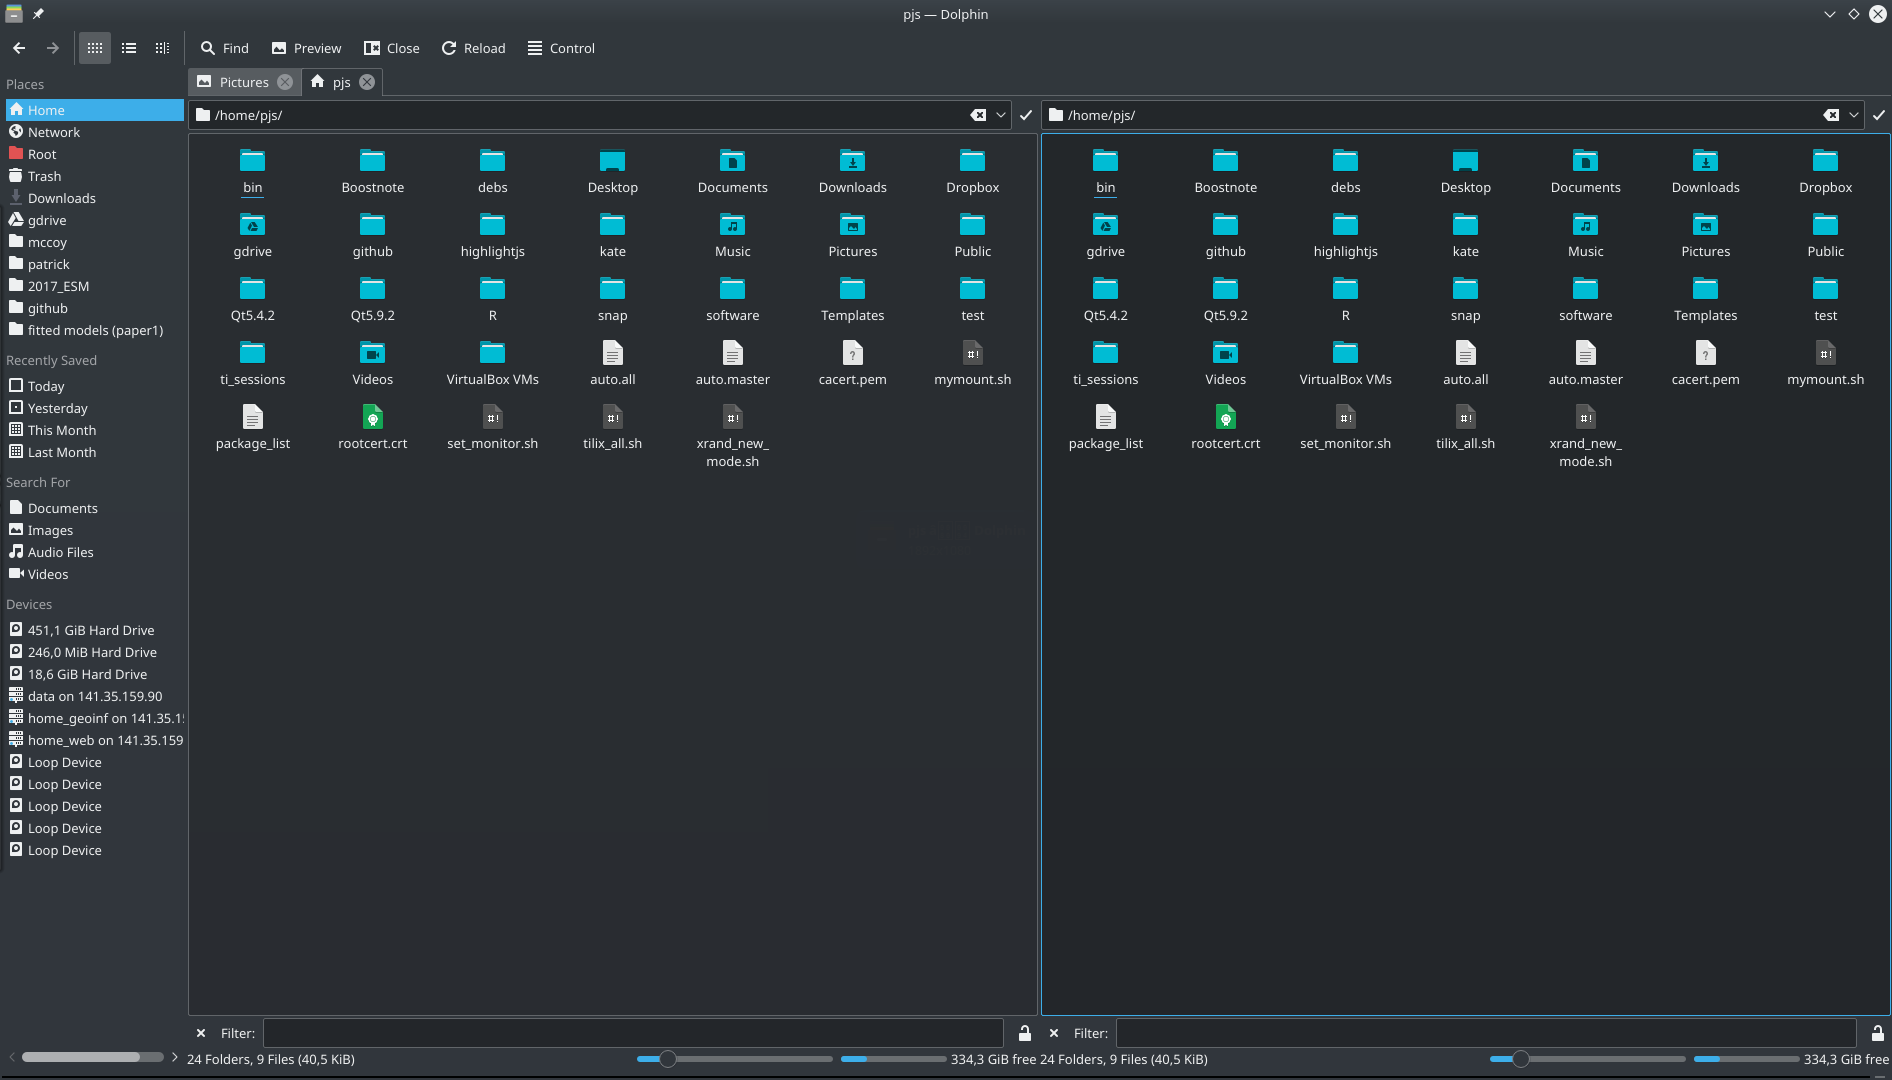 pjs — Dolphin
Find Preview Close Reload Control
Places
Home
Network
Root
Trash
Downloads
gdrive
mccoy
patrick
2017_ESM
github
fitted models (paper1)
Recently Saved
Today
Yesterday
This Month
Last Month
Search For
Documents
Images
Audio Files
Videos
Devices
451,1 GiB Hard Drive
246,0 MiB Hard Drive
18,6 GiB Hard Drive
data on 141.35.159.90
home_geoinf on 141.35.15
home_web on 141.35.159
Loop Device
Loop Device
Loop Device
Loop Device
Loop Device
Pictures pjs
/home/pjs/
bin Boostnote debs Desktop Documents Downloads Dropbox
gdrive github highlightjs kate Music Pictures Public
Qt5.4.2 Qt5.9.2 R snap software Templates test
ti_sessions Videos VirtualBox VMs auto.all auto.master cacert.pem mymount.sh
package_list rootcert.crt set_monitor.sh tilix_all.sh xrand_new_
mode.sh
Filter:
24 Folders, 9 Files (40,5 KiB) 334,3 GiB free
/home/pjs/
bin Boostnote debs Desktop Documents Downloads Dropbox
gdrive github highlightjs kate Music Pictures Public
Qt5.4.2 Qt5.9.2 R snap software Templates test
ti_sessions Videos VirtualBox VMs auto.all auto.master cacert.pem mymount.sh
package_list rootcert.crt set_monitor.sh tilix_all.sh xrand_new_
mode.sh
Filter:
24 Folders, 9 Files (40,5 KiB) 334,3 GiB free